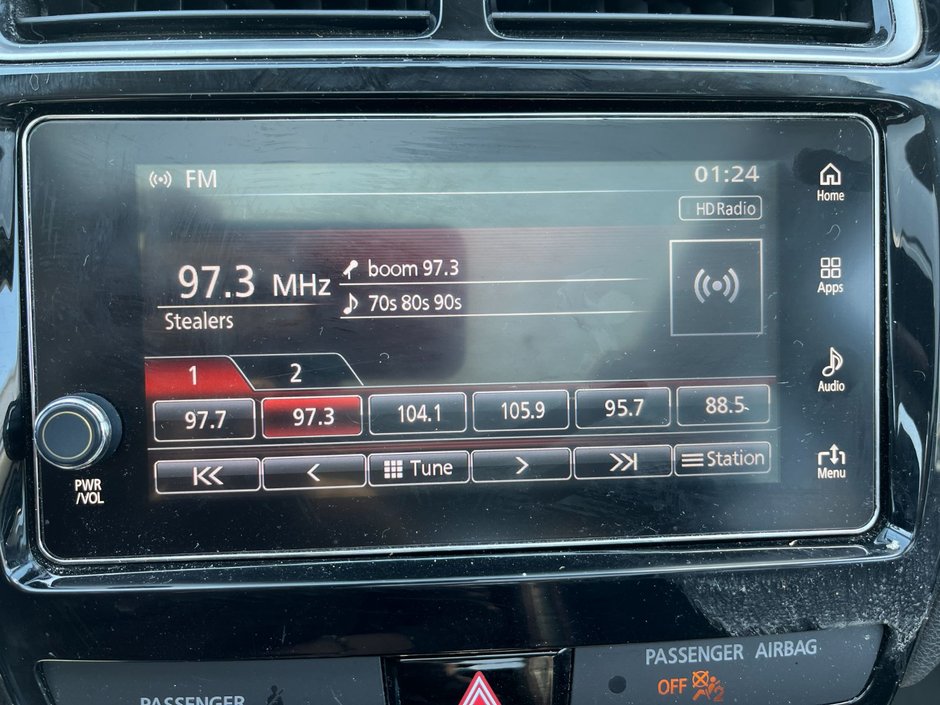 FM
01:24
HD Radio
97.3 MHz
boom 97.3
70s 80s 90s
Stealers
1 2
97.7 97.3 104.1 105.9 95.7 88.5
Tune Station
PWR
/VOL
Home
Apps
Audio
Menu
PASSENGER AIRBAG
OFF
PASSENGER